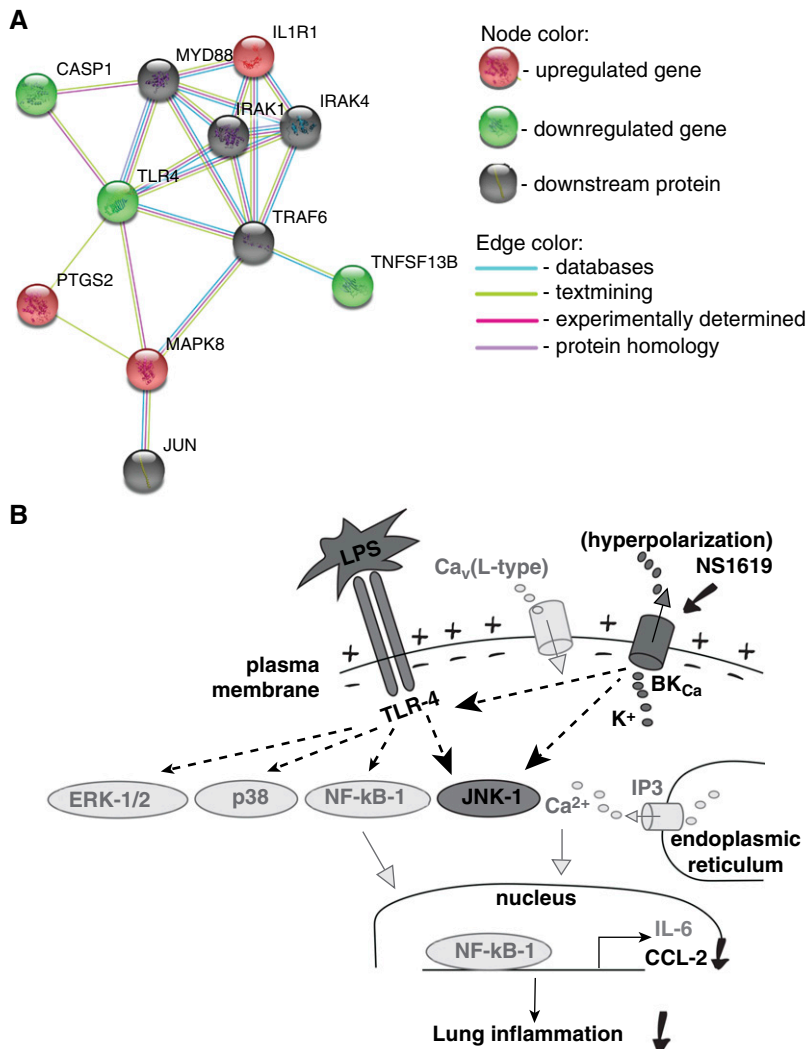 A
IL1R1
MYD88
CASP1
IRAK1
IRAK4
TLR4
TRAF6
TNFSF13B
PTGS2
MAPK8
JUN
Node color:
- upregulated gene
- downregulated gene
- downstream protein
Edge color:
- databases
- textmining
- experimentally determined
- protein homology
B
LPS
Caᵥ(L-type)
(hyperpolarization)
NS1619
+ + + + + + + +
plasma
membrane
TLR-4
BK_Ca
K⁺
ERK-1/2
p38
NF-kB-1
JNK-1
Ca²⁺
IP3
endoplasmic
reticulum
nucleus
NF-kB-1
IL-6
CCL-2
Lung inflammation